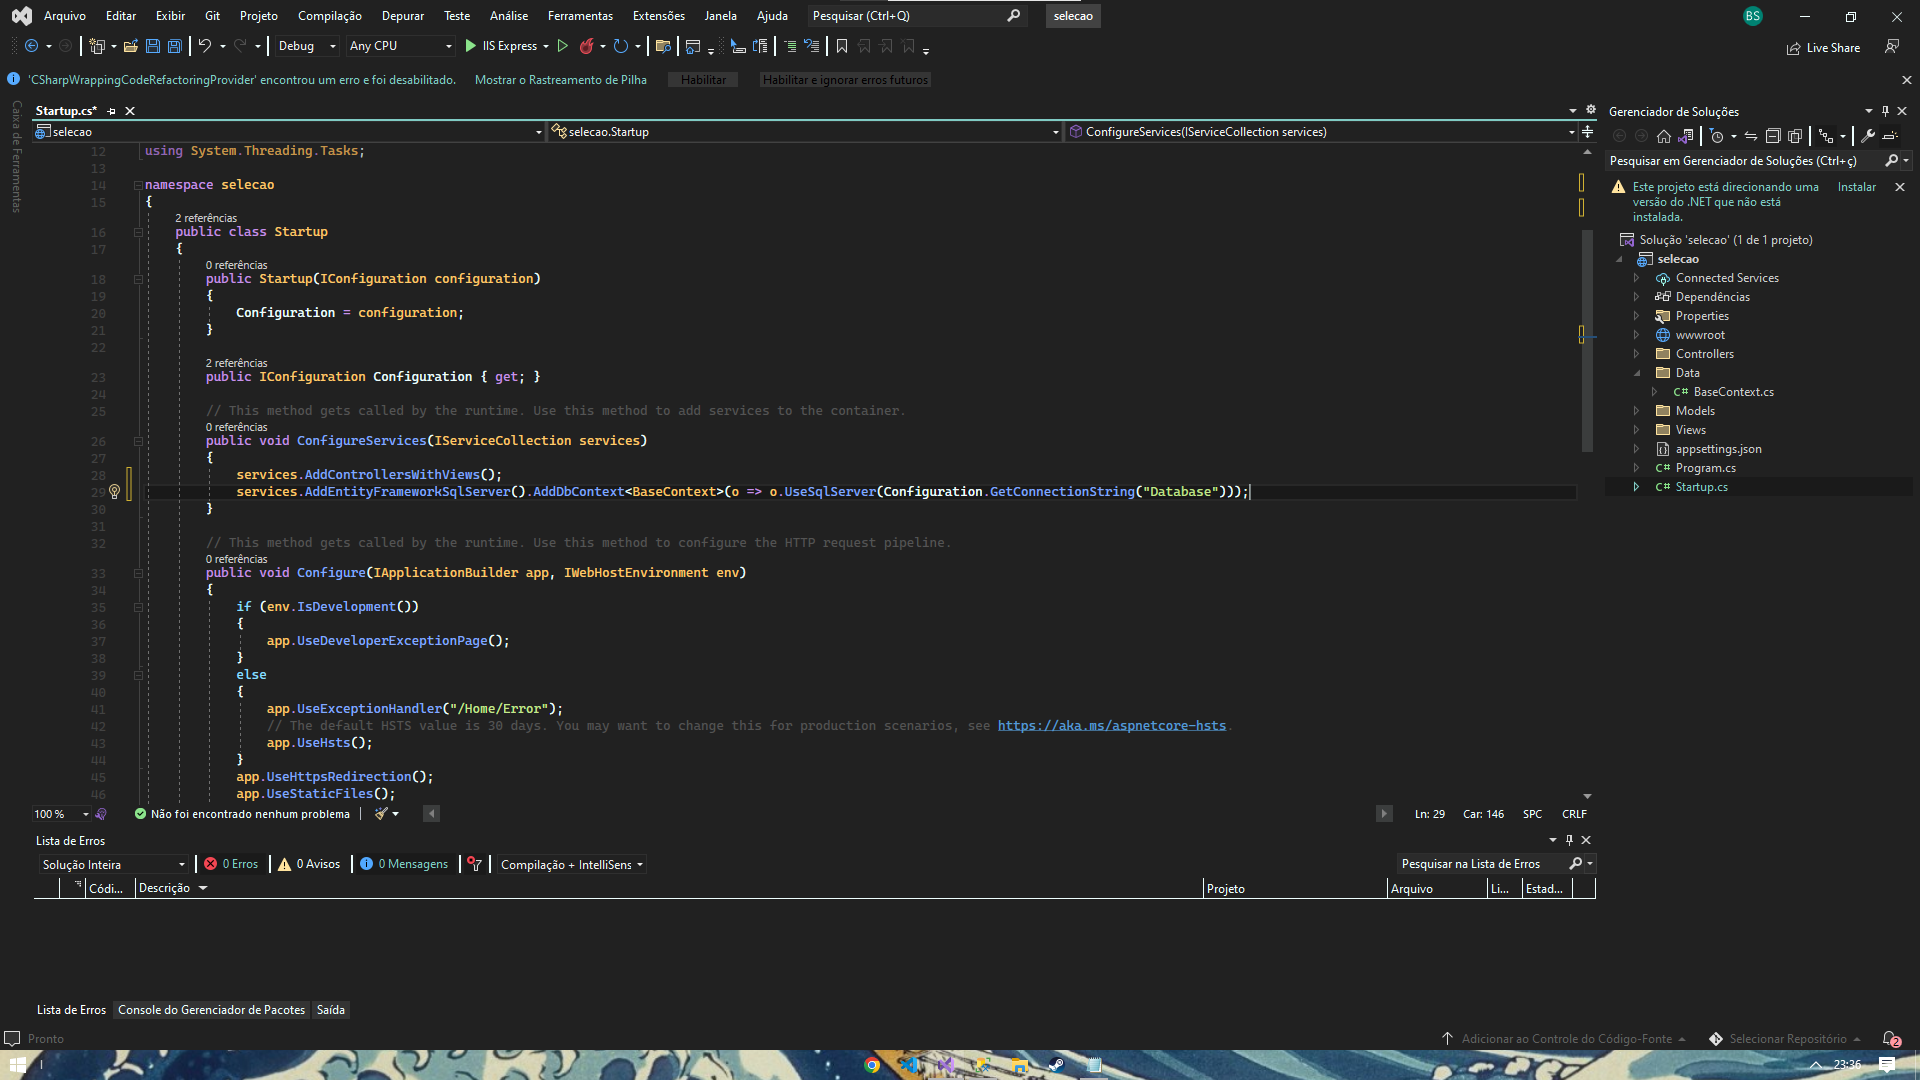 Arquivo Editar Exibir Git Projeto Compilação Depurar Teste Análise Ferramentas Extensões Janela Ajuda Pesquisar (Ctrl+Q) selecao BS
Debug Any CPU IIS Express Live Share
'CSharpWrappingCodeRefactoringProvider' encontrou um erro e foi desabilitado. Mostrar o Rastreamento de Pilha Habilitar Habilitar e ignorar erros futuros
Caixa de Ferramentas
Startup.cs*
selecao selecao.Startup ConfigureServices(IServiceCollection services)
12 using System.Threading.Tasks;
13
14 namespace selecao
15 {
2 referências
16 public class Startup
17 {
0 referências
18 public Startup(IConfiguration configuration)
19 {
20 Configuration = configuration;
21 }
22
2 referências
23 public IConfiguration Configuration { get; }
24
25 // This method gets called by the runtime. Use this method to add services to the container.
0 referências
26 public void ConfigureServices(IServiceCollection services)
27 {
28 services.AddControllersWithViews();
29 services.AddEntityFrameworkSqlServer().AddDbContext<BaseContext>(o => o.UseSqlServer(Configuration.GetConnectionString("Database")));
30 }
31
32 // This method gets called by the runtime. Use this method to configure the HTTP request pipeline.
0 referências
33 public void Configure(IApplicationBuilder app, IWebHostEnvironment env)
34 {
35 if (env.IsDevelopment())
36 {
37 app.UseDeveloperExceptionPage();
38 }
39 else
40 {
41 app.UseExceptionHandler("/Home/Error");
42 // The default HSTS value is 30 days. You may want to change this for production scenarios, see https://aka.ms/aspnetcore-hsts.
43 app.UseHsts();
44 }
45 app.UseHttpsRedirection();
46 app.UseStaticFiles();
100 % Não foi encontrado nenhum problema Ln: 29 Car: 146 SPC CRLF
Lista de Erros
Solução Inteira 0 Erros 0 Avisos 0 Mensagens Compilação + IntelliSens Pesquisar na Lista de Erros
Códi... Descrição Projeto Arquivo Li... Estad...
Lista de Erros Console do Gerenciador de Pacotes Saída
Gerenciador de Soluções
Pesquisar em Gerenciador de Soluções (Ctrl+ç)
Este projeto está direcionando uma Instalar
versão do .NET que não está
instalada.
Solução 'selecao' (1 de 1 projeto)
selecao
Connected Services
Dependências
Properties
wwwroot
Controllers
Data
C# BaseContext.cs
Models
Views
appsettings.json
C# Program.cs
C# Startup.cs
Pronto Adicionar ao Controle do Código-Fonte Selecionar Repositório 2
23:36